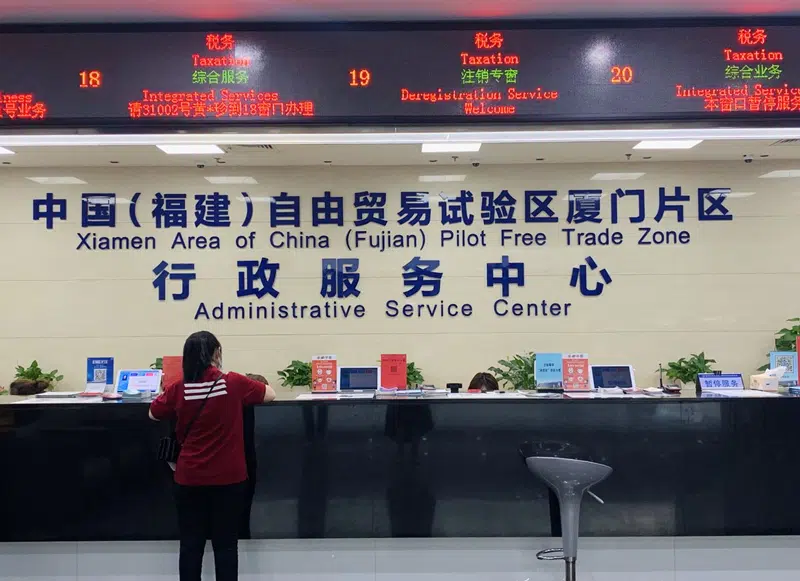 税务
Taxation
18
综合服务
Integrated Services
请31002号黄*珍到18窗口办理
税务
Taxation
19
注销专窗
Deregistration Service
Welcome
税务
Taxation
20
综合业务
Integrated Service
本窗口暂停服务
中国(福建)自由贸易试验区厦门片区
Xiamen Area of China (Fujian) Pilot Free Trade Zone
行政服务中心
Administrative Service Center
暂停服务